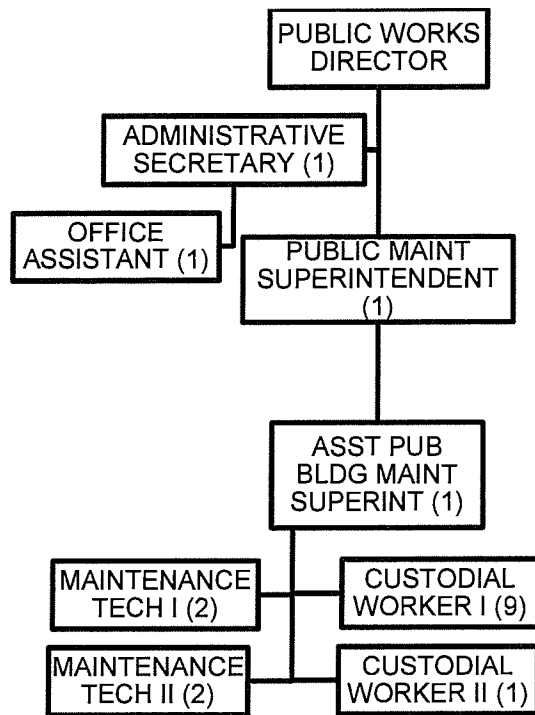 PUBLIC WORKS
DIRECTOR
ADMINISTRATIVE
SECRETARY (1)
OFFICE
ASSISTANT (1)
PUBLIC MAINT
SUPERINTENDENT
(1)
ASST PUB
BLDG MAINT
SUPERINT (1)
MAINTENANCE
TECH I (2)
CUSTODIAL
WORKER I (9)
MAINTENANCE
TECH II (2)
CUSTODIAL
WORKER II (1)